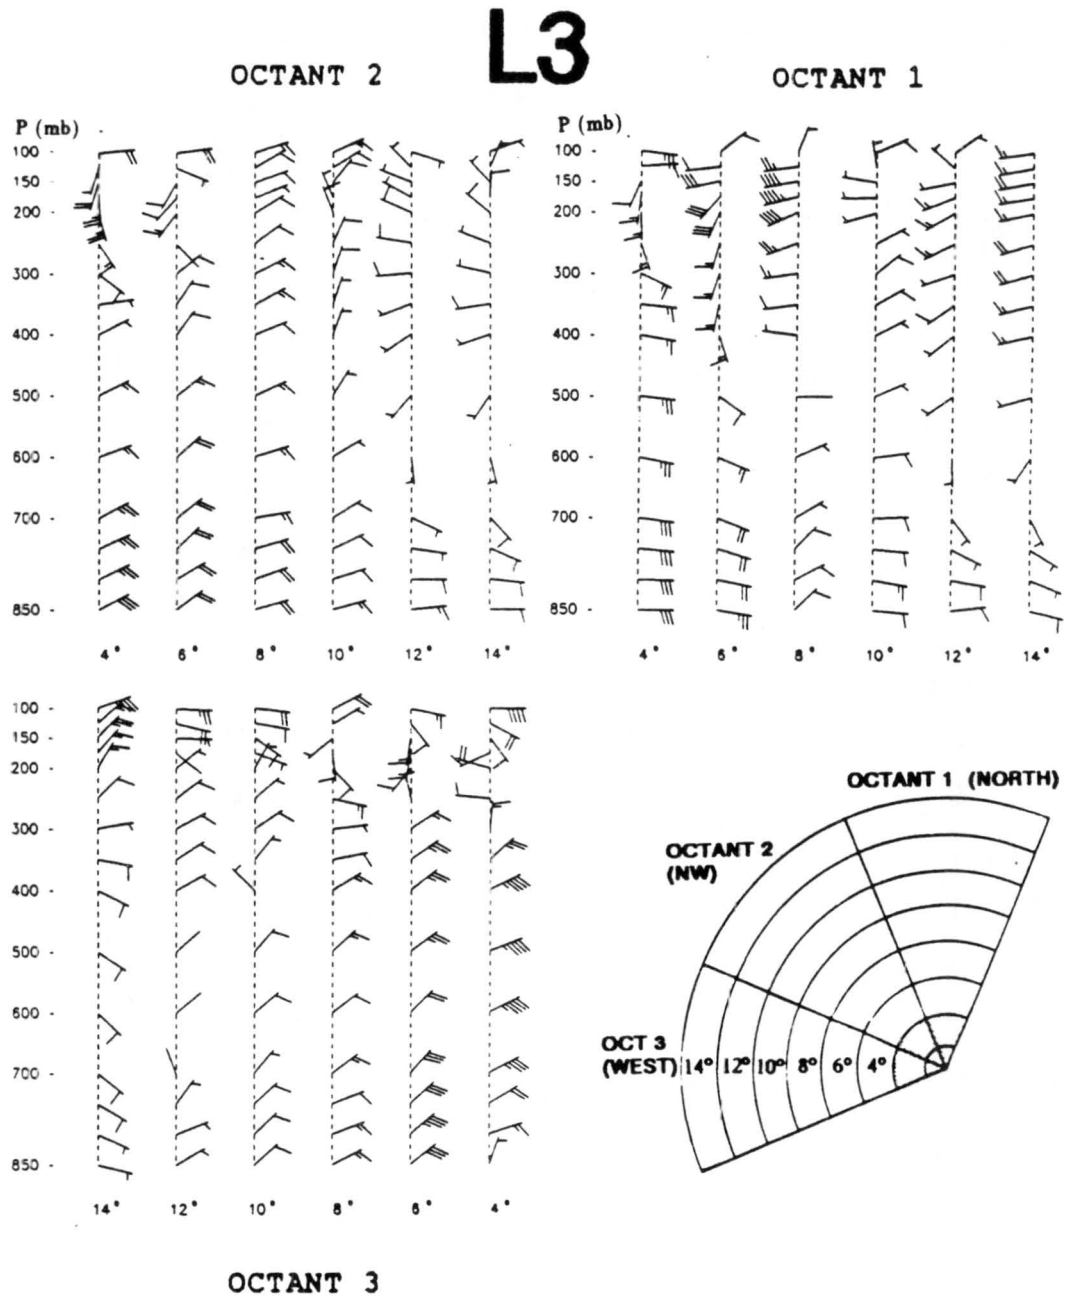 L3
OCTANT 2
OCTANT 1
P (mb)
100 -
150 -
200 -
300 -
400 -
500 -
600 -
700 -
850 -
4° 6° 8° 10° 12° 14°
P (mb)
100 -
150 -
200 -
300 -
400 -
500 -
600 -
700 -
850 -
4° 6° 8° 10° 12° 14°
100 -
150 -
200 -
300 -
400 -
500 -
600 -
700 -
850 -
14° 12° 10° 8° 6° 4°
OCTANT 3
OCTANT 1 (NORTH)
OCTANT 2
(NW)
OCT 3
(WEST) 14° 12° 10° 8° 6° 4°